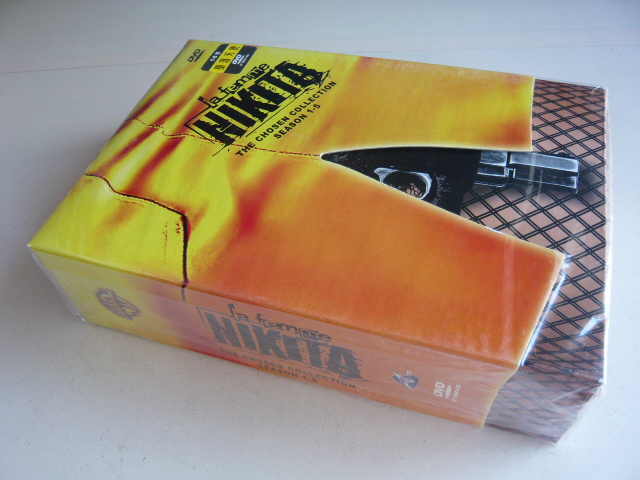 DVD
DVD
la femme
NIKITA
THE CHOSEN COLLECTION
SEASON 1-5
la femme
NIKITA
THE CHOSEN COLLECTION
SEASON 1-5
DVD